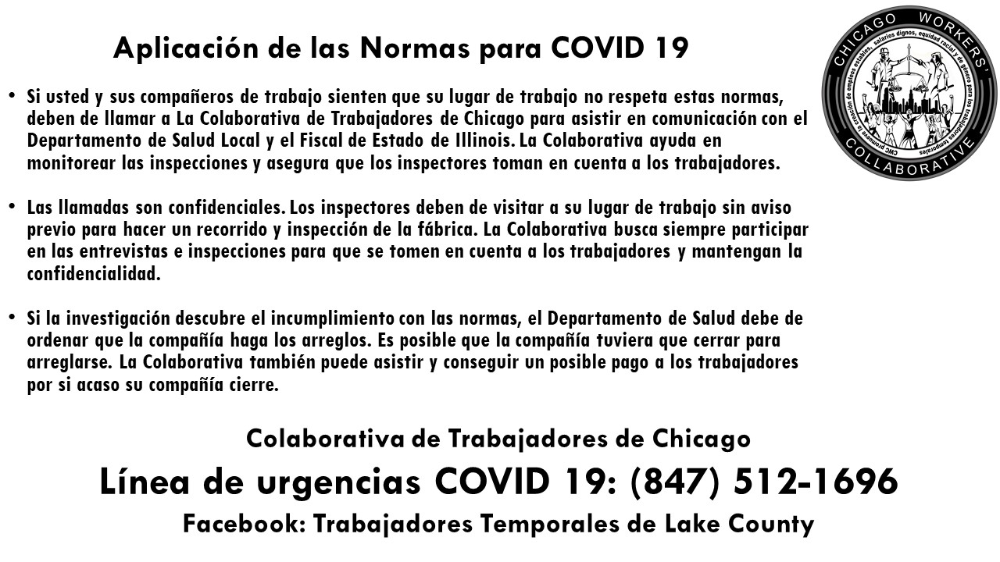 Aplicación de las Normas para COVID 19
CHICAGO WORKERS'
COLLABORATIVE
CWC promueve la creación de empleos estables, salarios dignos, equidad racial y de género para los trabajadores temporales
• Si usted y sus compañeros de trabajo sienten que su lugar de trabajo no respeta estas normas,
deben de llamar a La Colaborativa de Trabajadores de Chicago para asistir en comunicación con el
Departamento de Salud Local y el Fiscal de Estado de Illinois. La Colaborativa ayuda en
monitorear las inspecciones y asegura que los inspectores toman en cuenta a los trabajadores.
• Las llamadas son confidenciales. Los inspectores deben de visitar a su lugar de trabajo sin aviso
previo para hacer un recorrido y inspección de la fábrica. La Colaborativa busca siempre participar
en las entrevistas e inspecciones para que se tomen en cuenta a los trabajadores y mantengan la
confidencialidad.
• Si la investigación descubre el incumplimiento con las normas, el Departamento de Salud debe de
ordenar que la compañía haga los arreglos. Es posible que la compañía tuviera que cerrar para
arreglarse. La Colaborativa también puede asistir y conseguir un posible pago a los trabajadores
por si acaso su compañía cierre.
Colaborativa de Trabajadores de Chicago
Línea de urgencias COVID 19: (847) 512-1696
Facebook: Trabajadores Temporales de Lake County